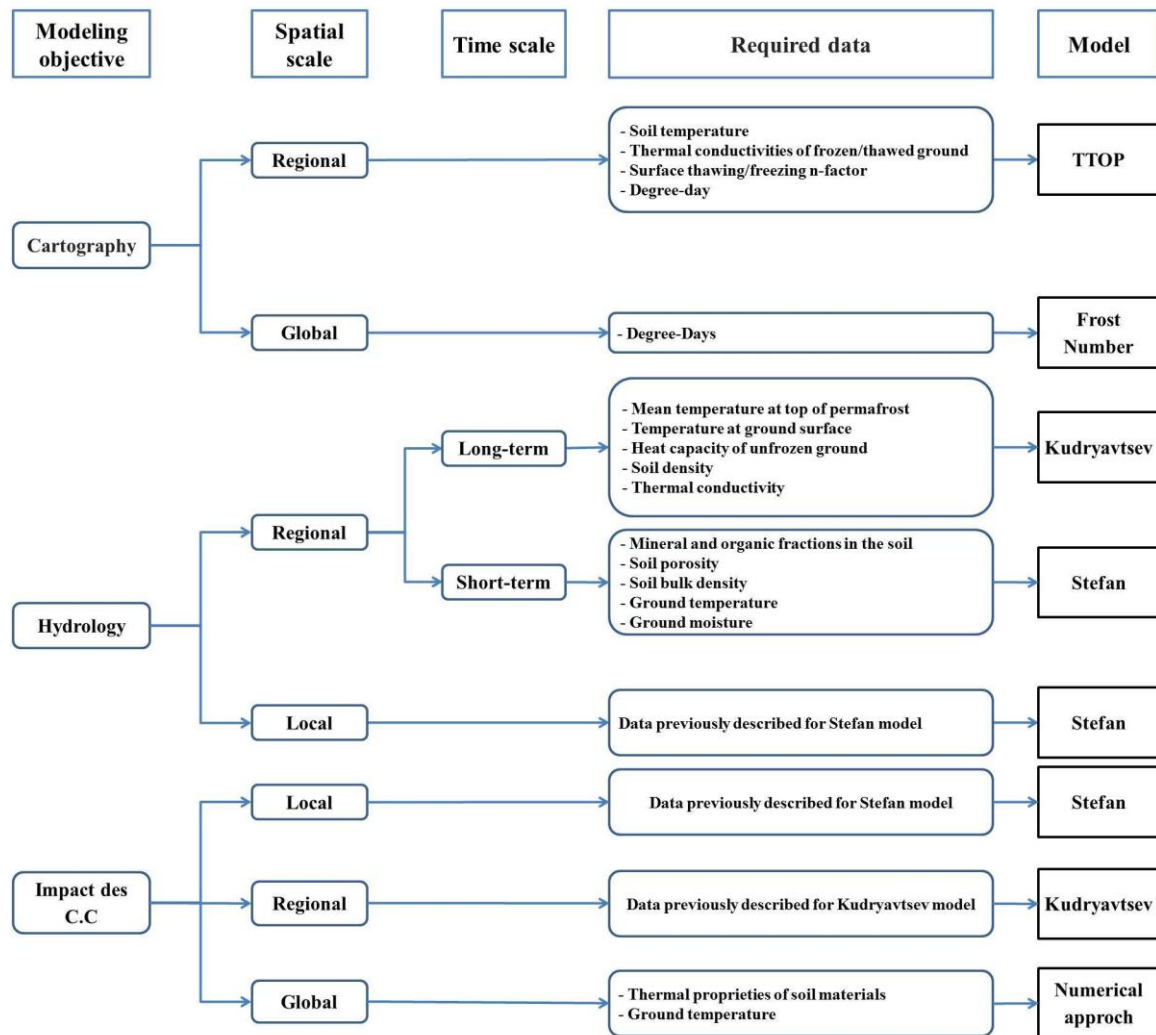 Modeling
objective
Spatial
scale
Time scale
Required data
Model
Cartography
Regional
- Soil temperature
- Thermal conductivities of frozen/thawed ground
- Surface thawing/freezing n-factor
- Degree-day
TTOP
Global
- Degree-Days
Frost
Number
Hydrology
Regional
Long-term
- Mean temperature at top of permafrost
- Temperature at ground surface
- Heat capacity of unfrozen ground
- Soil density
- Thermal conductivity
Kudryavtsev
Short-term
- Mineral and organic fractions in the soil
- Soil porosity
- Soil bulk density
- Ground temperature
- Ground moisture
Stefan
Local
Data previously described for Stefan model
Stefan
Impact des
C.C
Local
Data previously described for Stefan model
Stefan
Regional
Data previously described for Kudryavtsev model
Kudryavtsev
Global
- Thermal proprieties of soil materials
- Ground temperature
Numerical
approch